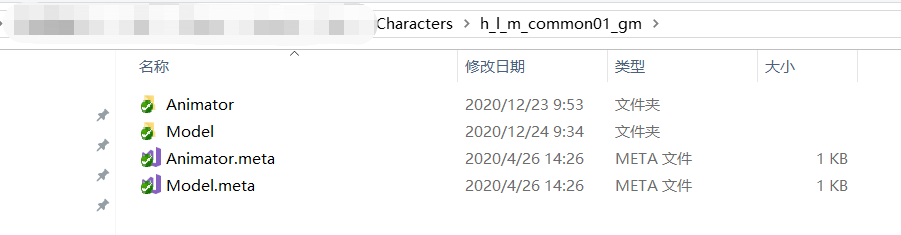 Characters > h_l_m_common01_gm >
名称 修改日期 类型 大小
Animator 2020/12/23 9:53 文件夹
Model 2020/12/24 9:34 文件夹
Animator.meta 2020/4/26 14:26 META 文件 1 KB
Model.meta 2020/4/26 14:26 META 文件 1 KB